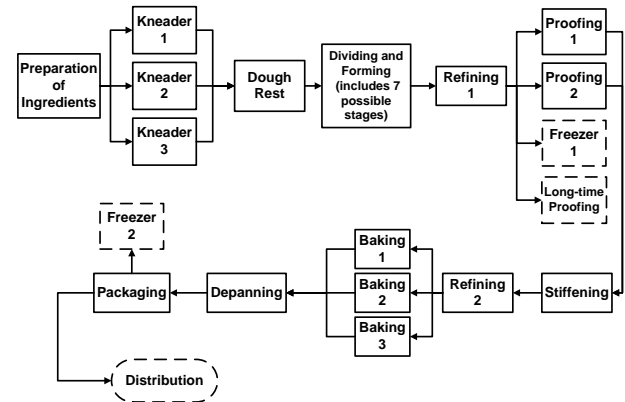 Preparation
of
Ingredients
Kneader
1
Kneader
2
Kneader
3
Dough
Rest
Dividing and
Forming
(includes 7
possible
stages)
Refining
1
Proofing
1
Proofing
2
Freezer
1
Long-time
Proofing
Freezer
2
Packaging
Depanning
Baking
1
Baking
2
Baking
3
Refining
2
Stiffening
Distribution